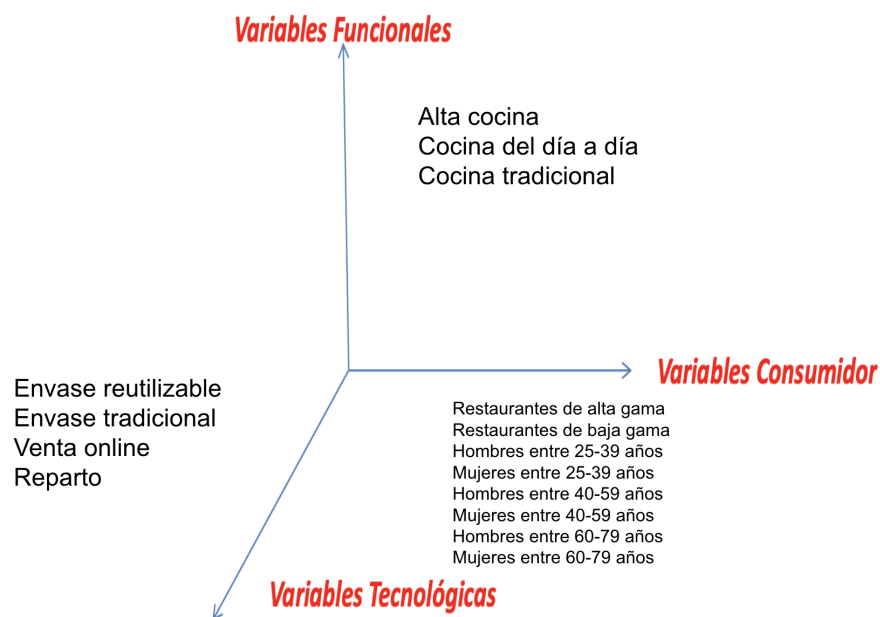 Variables Funcionales
Alta cocina
Cocina del día a día
Cocina tradicional
Variables Consumidor
Envase reutilizable
Envase tradicional
Venta online
Reparto
Restaurantes de alta gama
Restaurantes de baja gama
Hombres entre 25-39 años
Mujeres entre 25-39 años
Hombres entre 40-59 años
Mujeres entre 40-59 años
Hombres entre 60-79 años
Mujeres entre 60-79 años
Variables Tecnológicas